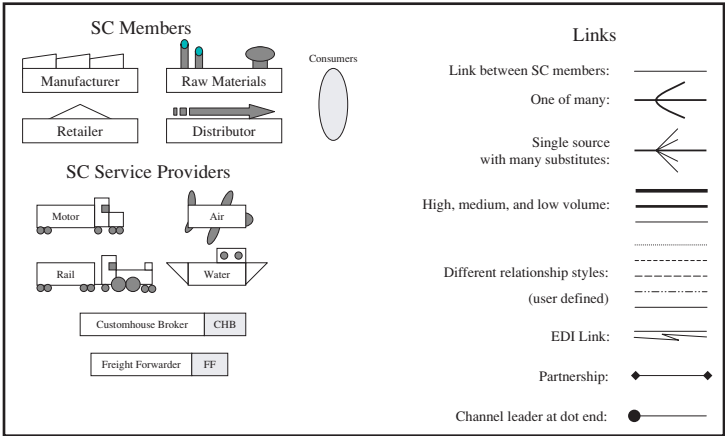 SC Members
Consumers
Manufacturer
Raw Materials
Retailer
Distributor
SC Service Providers
Motor
Air
Rail
Water
Customhouse Broker CHB
Freight Forwarder FF
Links
Link between SC members:
One of many:
Single source
with many substitutes:
High, medium, and low volume:
Different relationship styles:
(user defined)
EDI Link:
Partnership:
Channel leader at dot end: